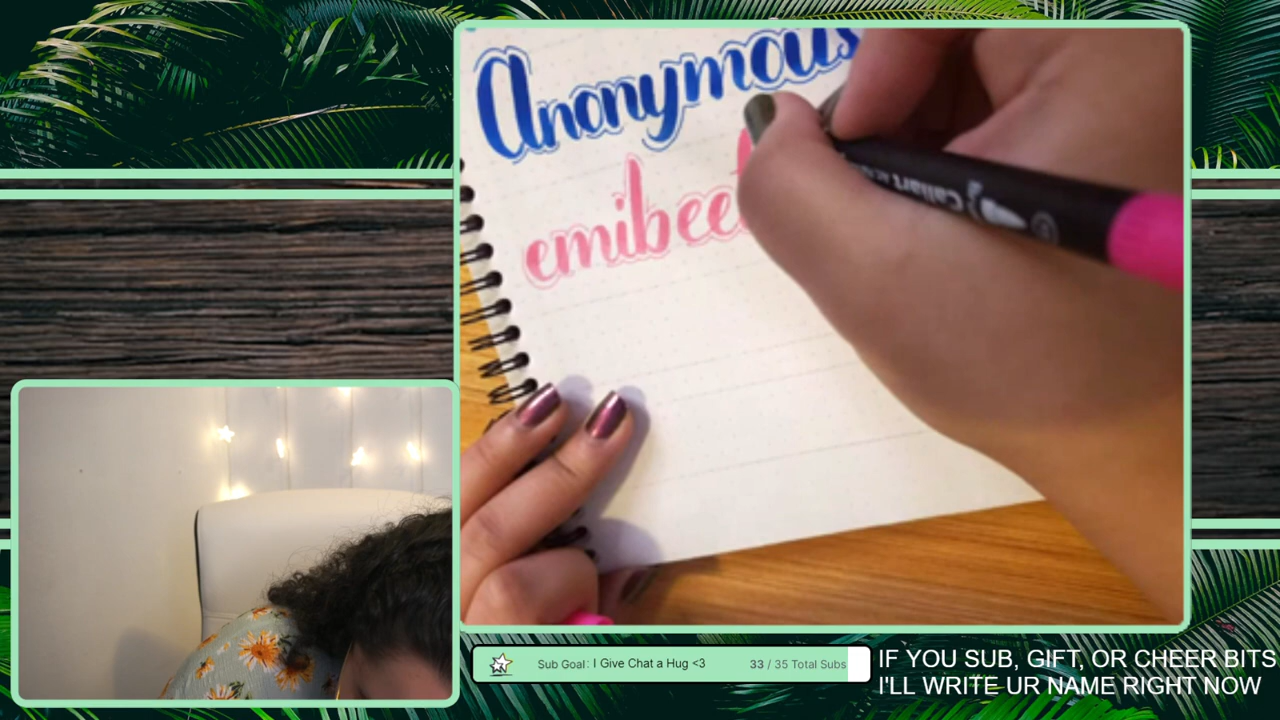 Anonymous
emibee
Sub Goal: I Give Chat a Hug <3 33 / 35 Total Subs
IF YOU SUB, GIFT, OR CHEER BITS
I'LL WRITE UR NAME RIGHT NOW